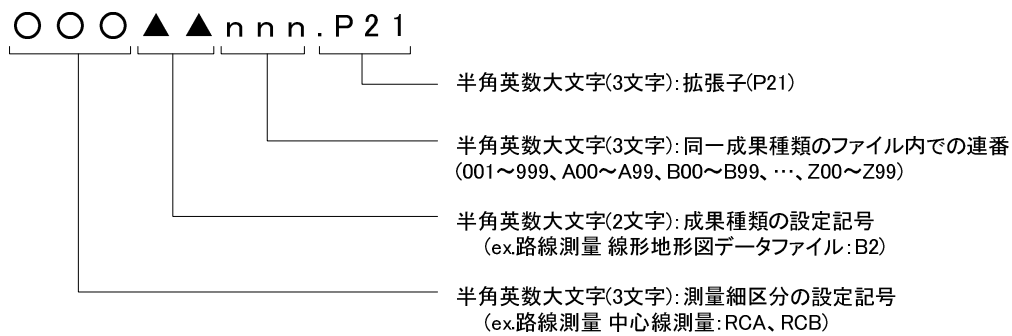 ○○○▲▲nnn.P21
半角英数大文字(3文字):拡張子(P21)
半角英数大文字(3文字):同一成果種類のファイル内での連番
(001～999、A00～A99、B00～B99、…、Z00～Z99)
半角英数大文字(2文字):成果種類の設定記号
(ex.路線測量 線形地形図データファイル:B2)
半角英数大文字(3文字):測量細区分の設定記号
(ex.路線測量 中心線測量:RCA、RCB)